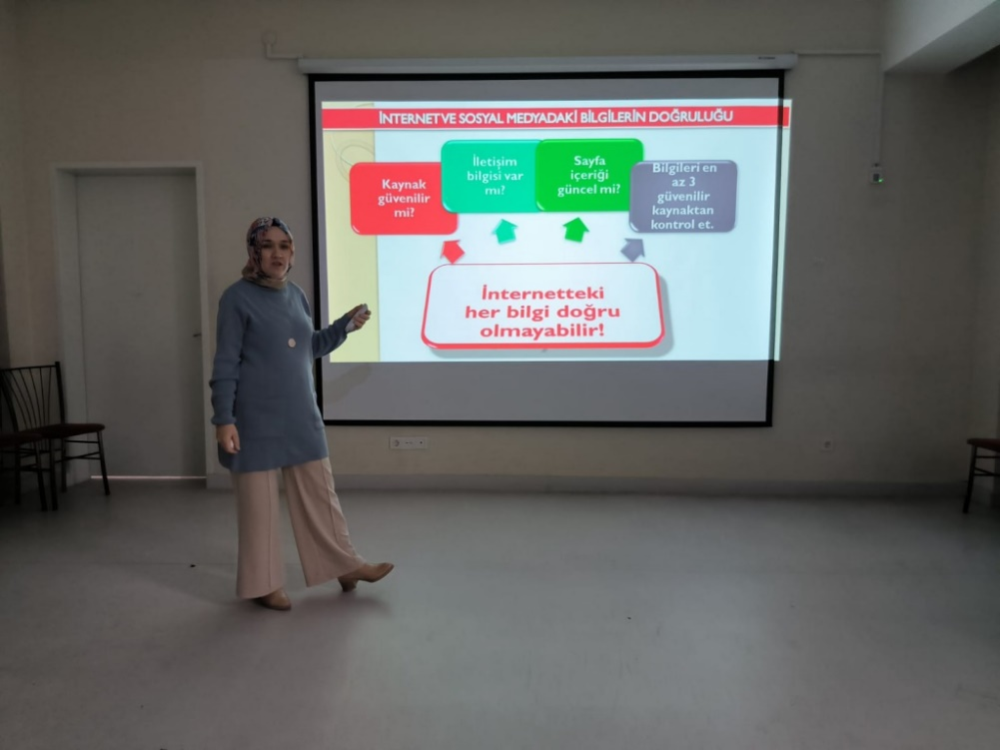 İNTERNET VE SOSYAL MEDYADAKİ BİLGİLERİN DOĞRULUĞU
Kaynak
güvenilir
mi?
İletişim
bilgisi var
mı?
Sayfa
içeriği
güncel mi?
Bilgileri en
az 3
güvenilir
kaynaktan
kontrol et.
İnternetteki
her bilgi doğru
olmayabilir!